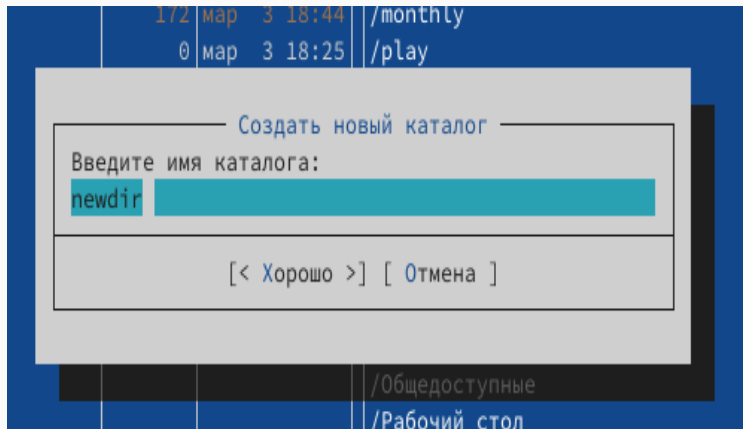 172 мар 3 18:44 /monthly
0 мар 3 18:25 /play
Создать новый каталог
Введите имя каталога:
newdir
[< Хорошо >] [ Отмена ]
/Общедоступные
/Рабочий стол